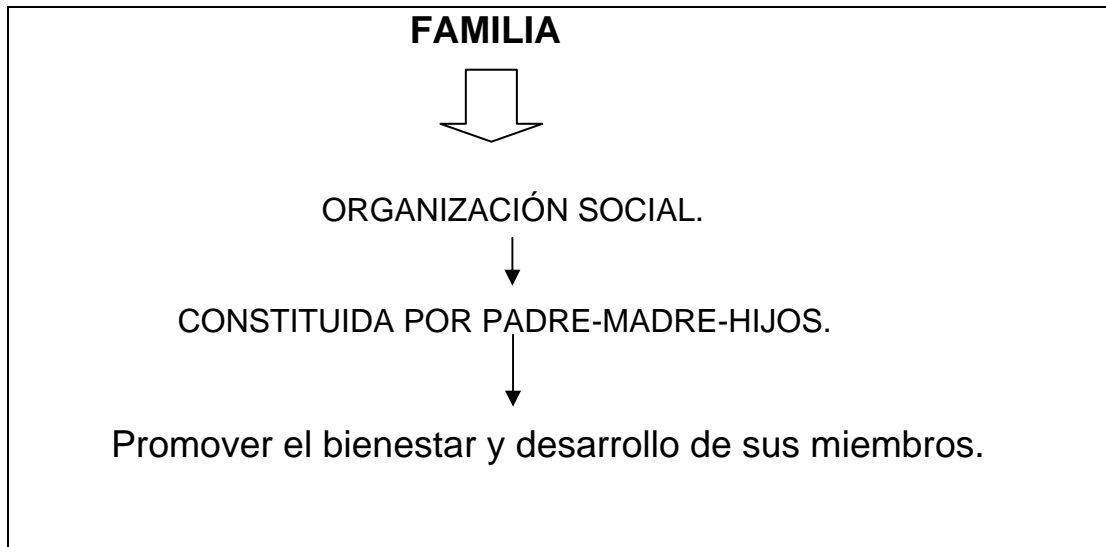 FAMILIA
ORGANIZACIÓN SOCIAL.
CONSTITUIDA POR PADRE-MADRE-HIJOS.
Promover el bienestar y desarrollo de sus miembros.